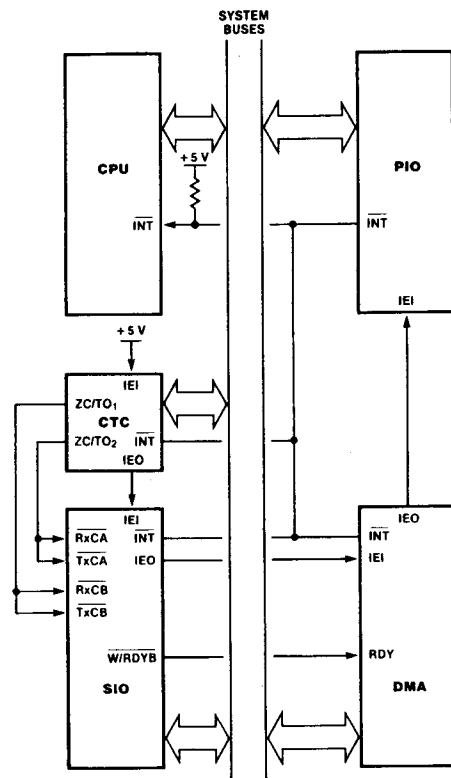 SYSTEM
BUSES
CPU
+5 V
INT
PIO
INT
IEI
+5 V
IEI
ZC/TO₁
CTC
ZC/TO₂
INT
IEO
IEI
INT
RxCA
IEO
TxCA
RxCB
TxCB
W/RDYB
SIO
IEO
INT
IEI
RDY
DMA